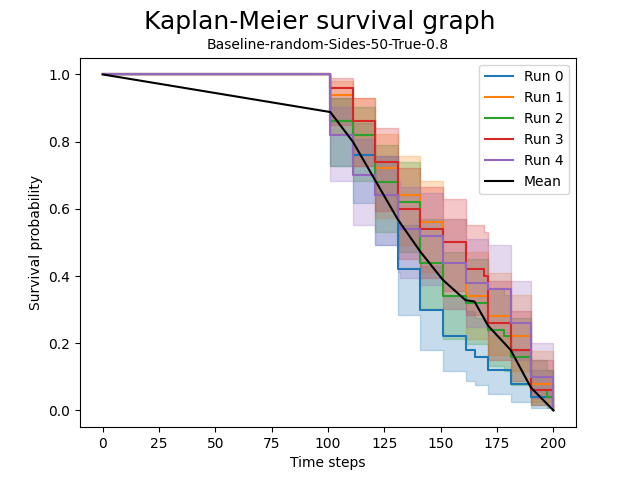 Kaplan-Meier survival graph
Baseline-random-Sides-50-True-0.8
Survival probability
1.0
0.8
0.6
0.4
0.2
0.0
0 25 50 75 100 125 150 175 200
Time steps
Run 0
Run 1
Run 2
Run 3
Run 4
Mean